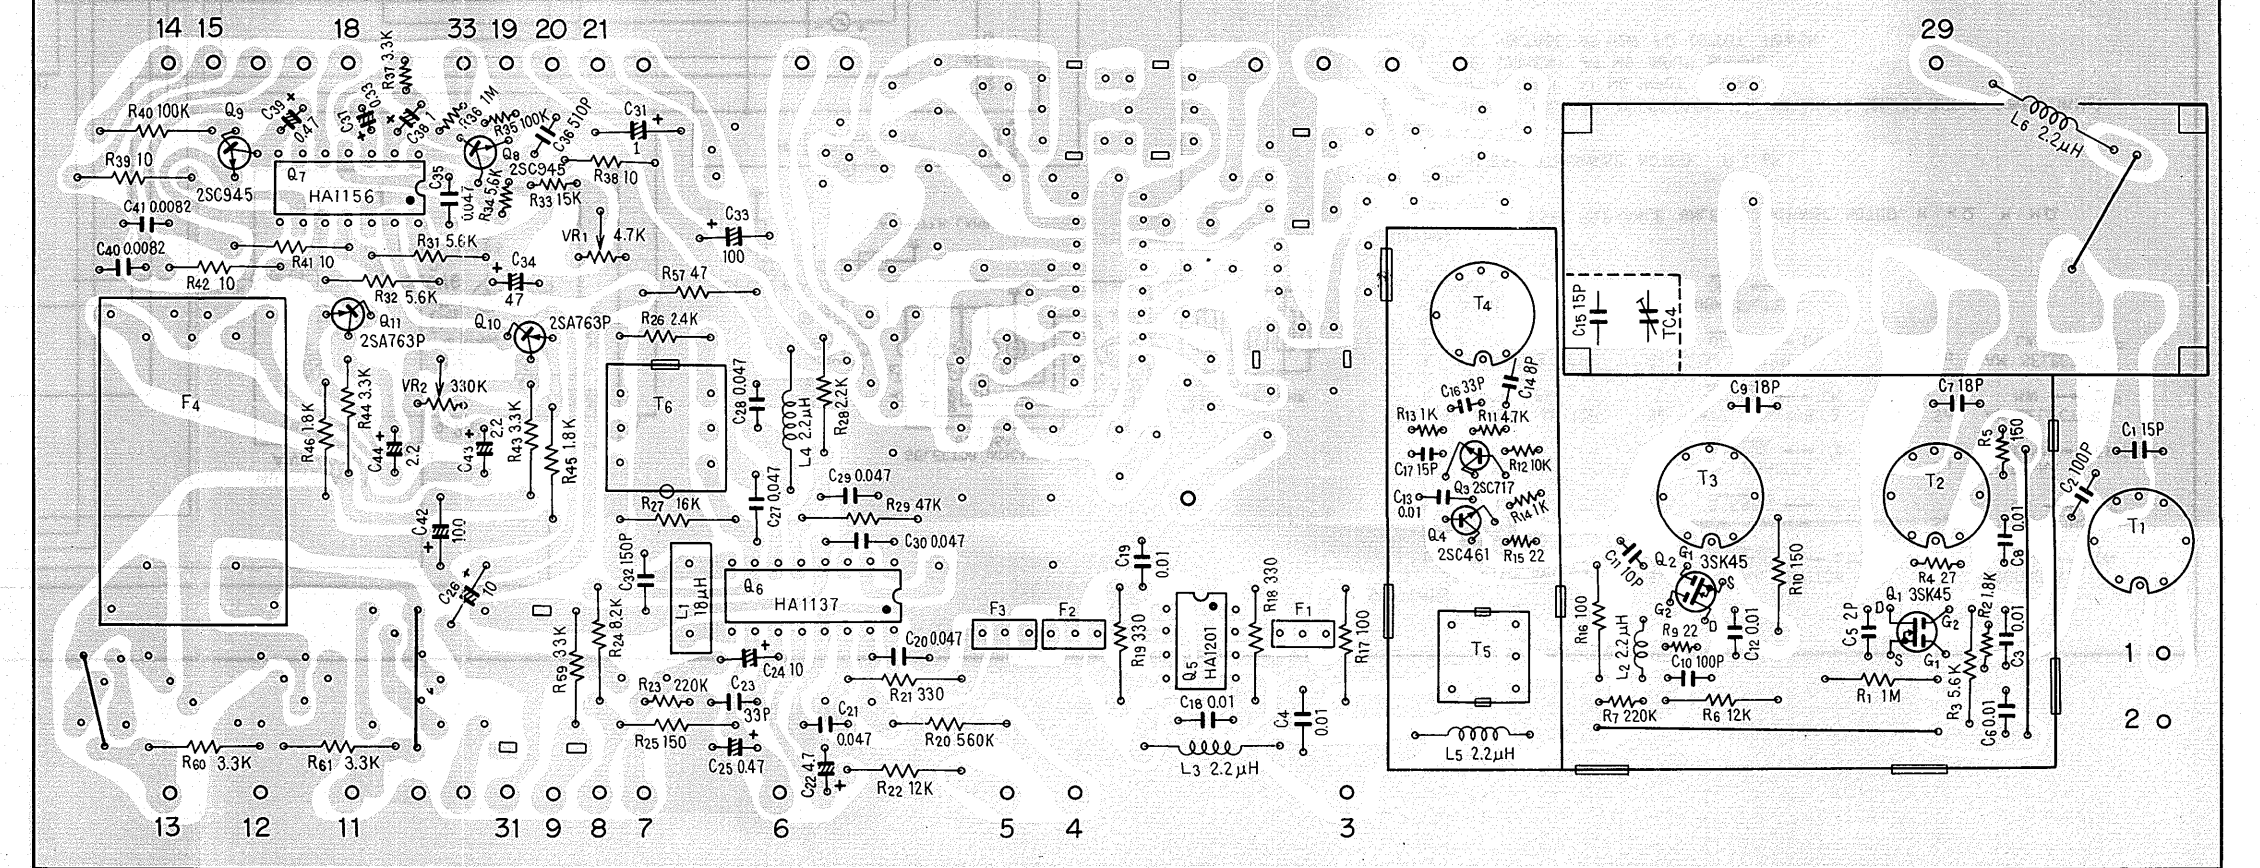 14 15 18 33 19 20 21 29
R37 3.3K
R40 100K
Q9
C39 0.47
C37 0.33
C38 1
R36 1M
R35 100K
C36 510P
C31
1
L6 2.2µH
R39 10
2SC945
Q7
HA1156
C35
0.047
Q8
2SC945
R34 5.6K
R33 15K
R38 10
C41 0.0082
C40 0.0082
R41 10
R42 10
R31 5.6K
R32 5.6K
C34
47
VR1 4.7K
C33
100
R57 47
T4
C15 15P
TC4
Q11
2SA763P
Q10
2SA763P
R26 2.4K
F4
VR2 330K
R46 1.8K
R44 3.3K
C44
2.2
C43
2.2
R43 3.3K
R45 1.8K
T6
C28 0.047
L4 2.2µH
R28 2.2K
C27 0.047
C29 0.047
R29 47K
C30 0.047
R27 16K
C16 33P
C14 8P
R13 1K
R11 4.7K
C17 15P
R12 10K
Q3 2SC717
C13
0.01
R14 1K
Q4
2SC461
R15 22
C9 18P
C7 18P
R5
150
C1 15P
C2 100P
T3
T2
T1
C42
100
C26
10
C32 150P
L1
18µH
Q6
HA1137
C19
0.01
C11 10P
Q2
G1
3SK45
S
G2
D
R10 150
R4 27
C8 0.01
Q1
3SK45
D
G2
S
G1
R2 1.8K
C3 0.01
C5 2P
R59 3.3K
R24 8.2K
C24 10
C20 0.047
F3
F2
R19 330
Q5
HA1201
R18 330
F1
R17 100
T5
R16 100
L2 2.2µH
R9 22
C10 100P
C12 0.01
R23 220K
C23
33P
R21 330
R25 150
C21
0.047
R20 560K
C18 0.01
C4
0.01
R7 220K
R6 12K
R1 1M
R3 5.6K
C6 0.01
1
2
R60 3.3K
R61 3.3K
C25 0.47
C22 4.7
R22 12K
L3 2.2µH
L5 2.2µH
13 12 11 31 9 8 7 6 5 4 3